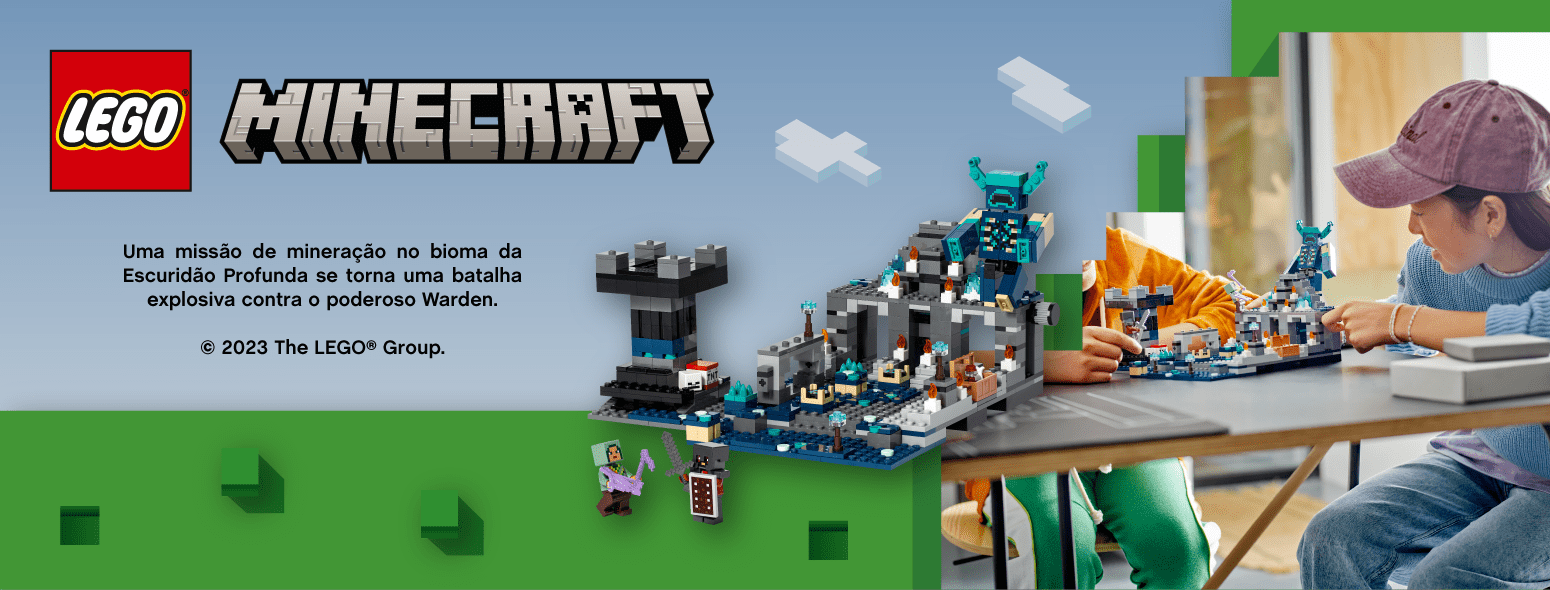 LEGO®
MINECRAFT
Uma missão de mineração no bioma da
Escuridão Profunda se torna uma batalha
explosiva contra o poderoso Warden.
© 2023 The LEGO® Group.